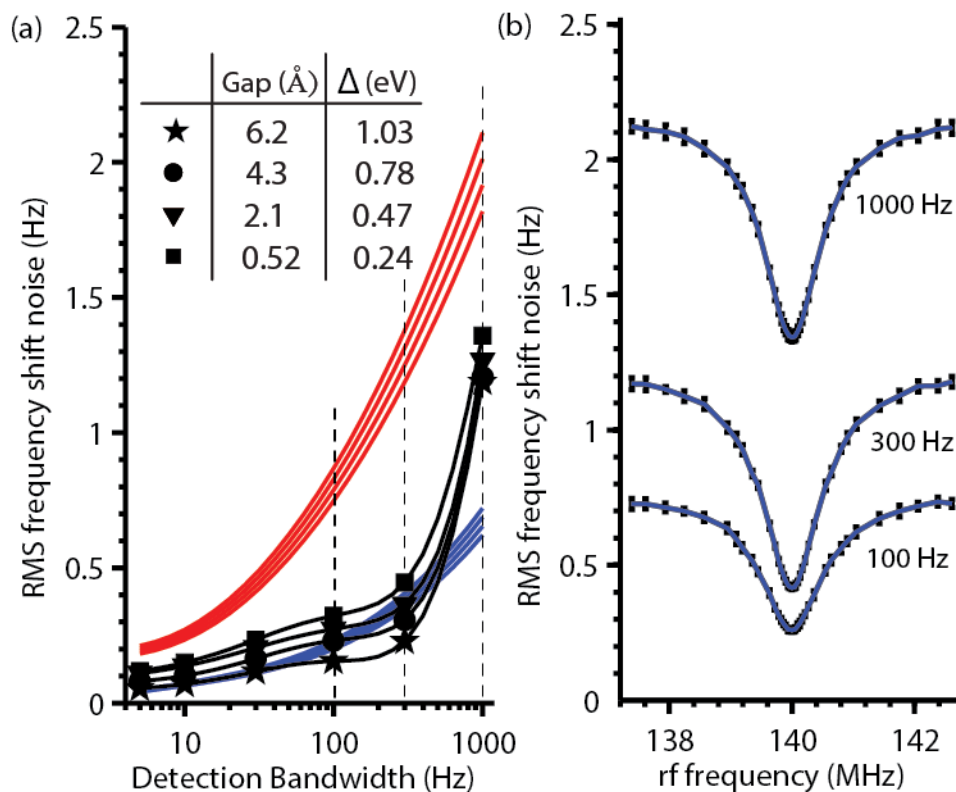 (a)
RMS frequency shift noise (Hz)
2.5
2
1.5
1
0.5
0
Gap (Å) Δ (eV)
6.2 1.03
4.3 0.78
2.1 0.47
0.52 0.24
10 100 1000
Detection Bandwidth (Hz)
(b)
RMS frequency shift noise (Hz)
2.5
2
1.5
1
0.5
0
1000 Hz
300 Hz
100 Hz
138 140 142
rf frequency (MHz)